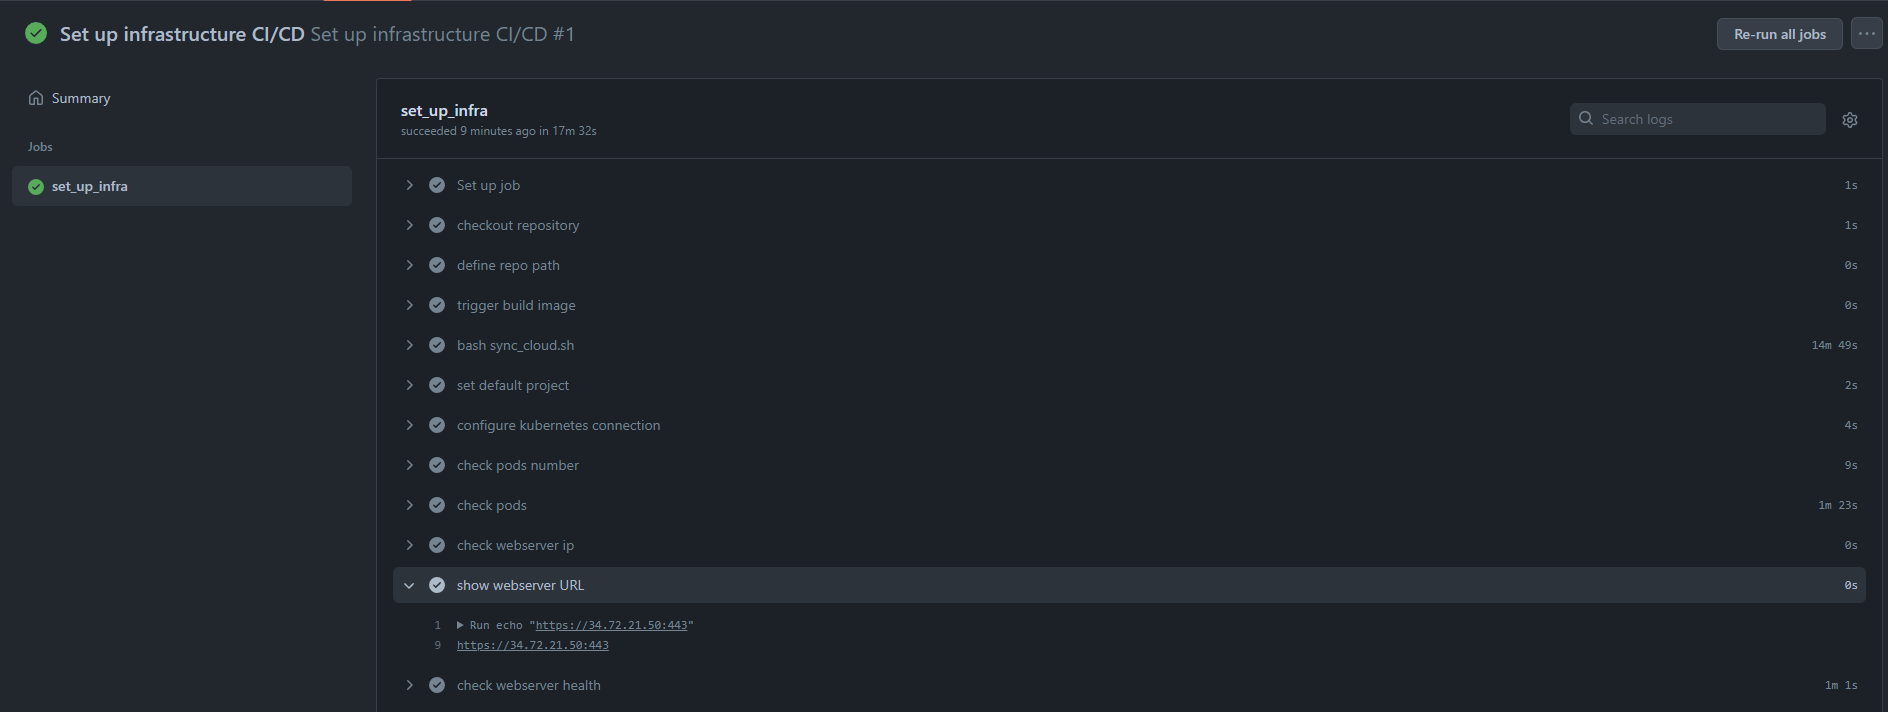 Set up infrastructure CI/CD Set up infrastructure CI/CD #1
Re-run all jobs
Summary
Jobs
set_up_infra
set_up_infra
succeeded 9 minutes ago in 17m 32s
Search logs
Set up job 1s
checkout repository 1s
define repo path 0s
trigger build image 0s
bash sync_cloud.sh 14m 49s
set default project 2s
configure kubernetes connection 4s
check pods number 9s
check pods 1m 23s
check webserver ip 0s
show webserver URL 0s
1 Run echo "https://34.72.21.50:443"
9 https://34.72.21.50:443
check webserver health 1m 1s